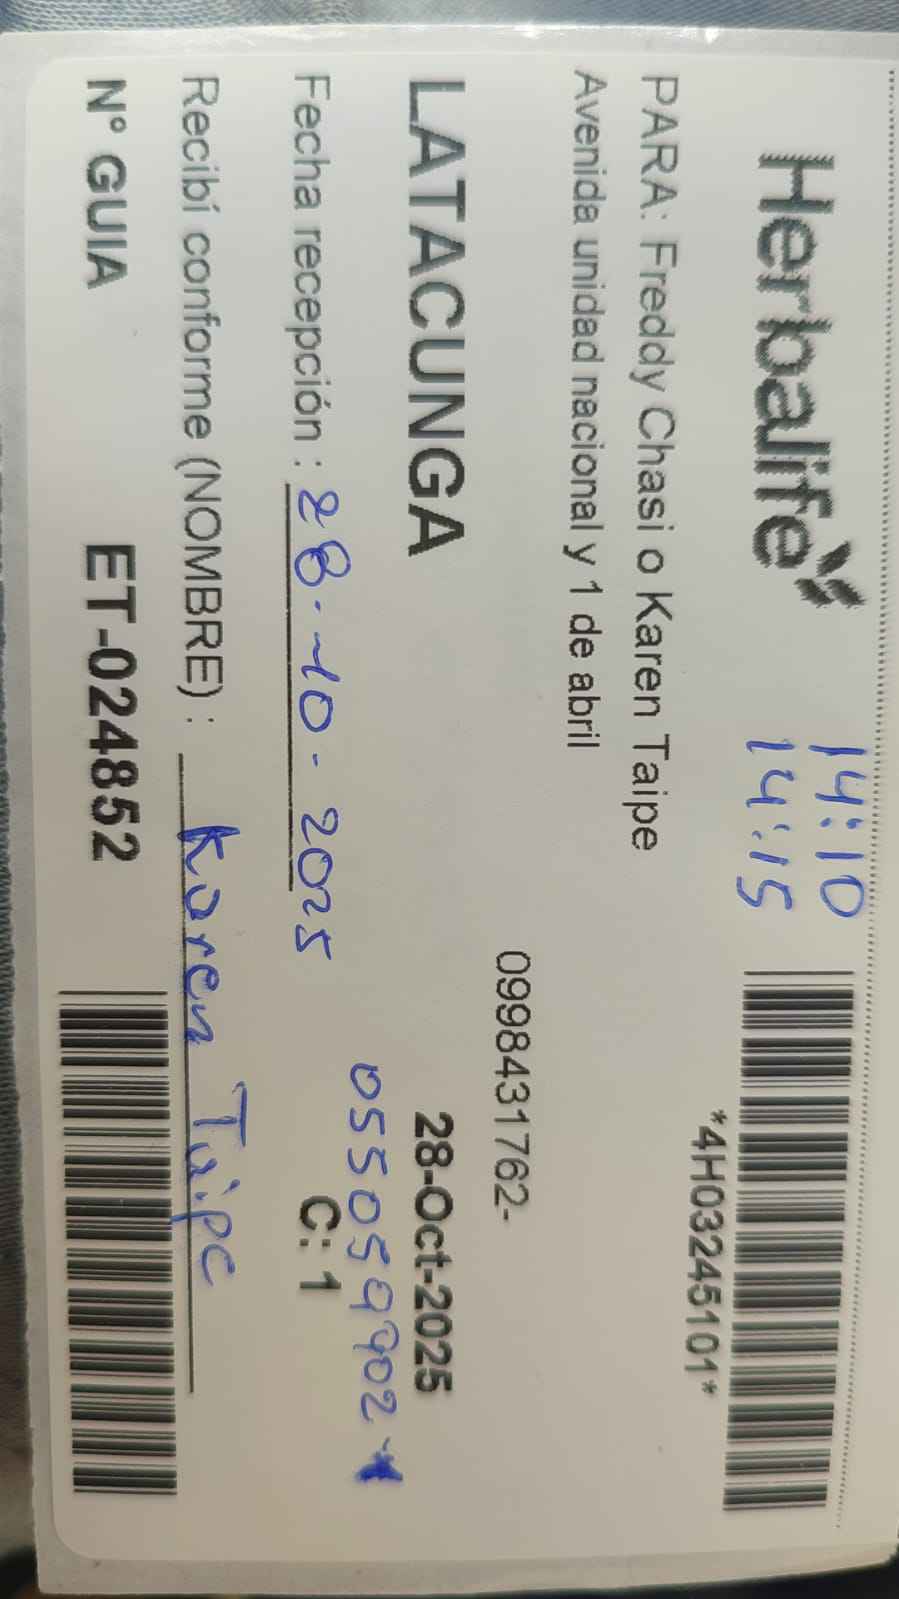 Herbalife
14:10
14:15
*4H03245101*
PARA: Freddy Chasi o Karen Taipe
Avenida unidad nacional y 1 de abril
0998431762-
LATACUNGA
28-Oct-2025
Fecha recepción : 28-10-2025
C: 1
Recibí conforme (NOMBRE) : Karen Taipe
N° GUIA ET-024852